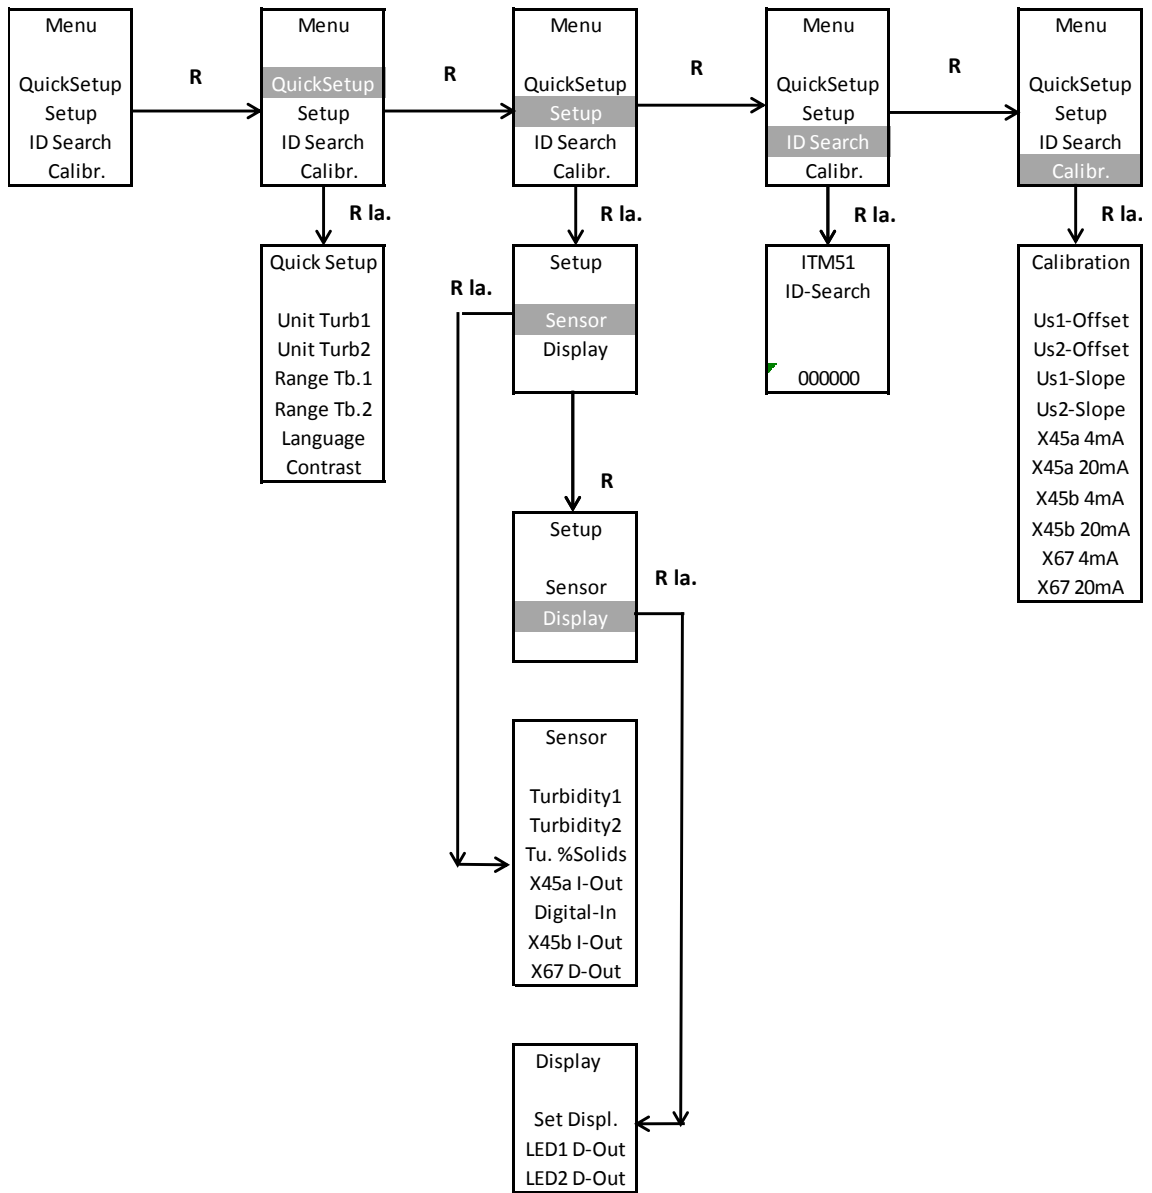 Menu
QuickSetup
Setup
ID Search
Calibr.
R
Menu
QuickSetup
Setup
ID Search
Calibr.
R
Menu
QuickSetup
Setup
ID Search
Calibr.
R
Menu
QuickSetup
Setup
ID Search
Calibr.
R
Menu
QuickSetup
Setup
ID Search
Calibr.
R la.
Quick Setup
Unit Turb1
Unit Turb2
Range Tb.1
Range Tb.2
Language
Contrast
R la.
Setup
Sensor
Display
R la.
R
Setup
Sensor
Display
R la.
Sensor
Turbidity1
Turbidity2
Tu. %Solids
X45a I-Out
Digital-In
X45b I-Out
X67 D-Out
Display
Set Displ.
LED1 D-Out
LED2 D-Out
R la.
ITM51
ID-Search
000000
R la.
Calibration
Us1-Offset
Us2-Offset
Us1-Slope
Us2-Slope
X45a 4mA
X45a 20mA
X45b 4mA
X45b 20mA
X67 4mA
X67 20mA